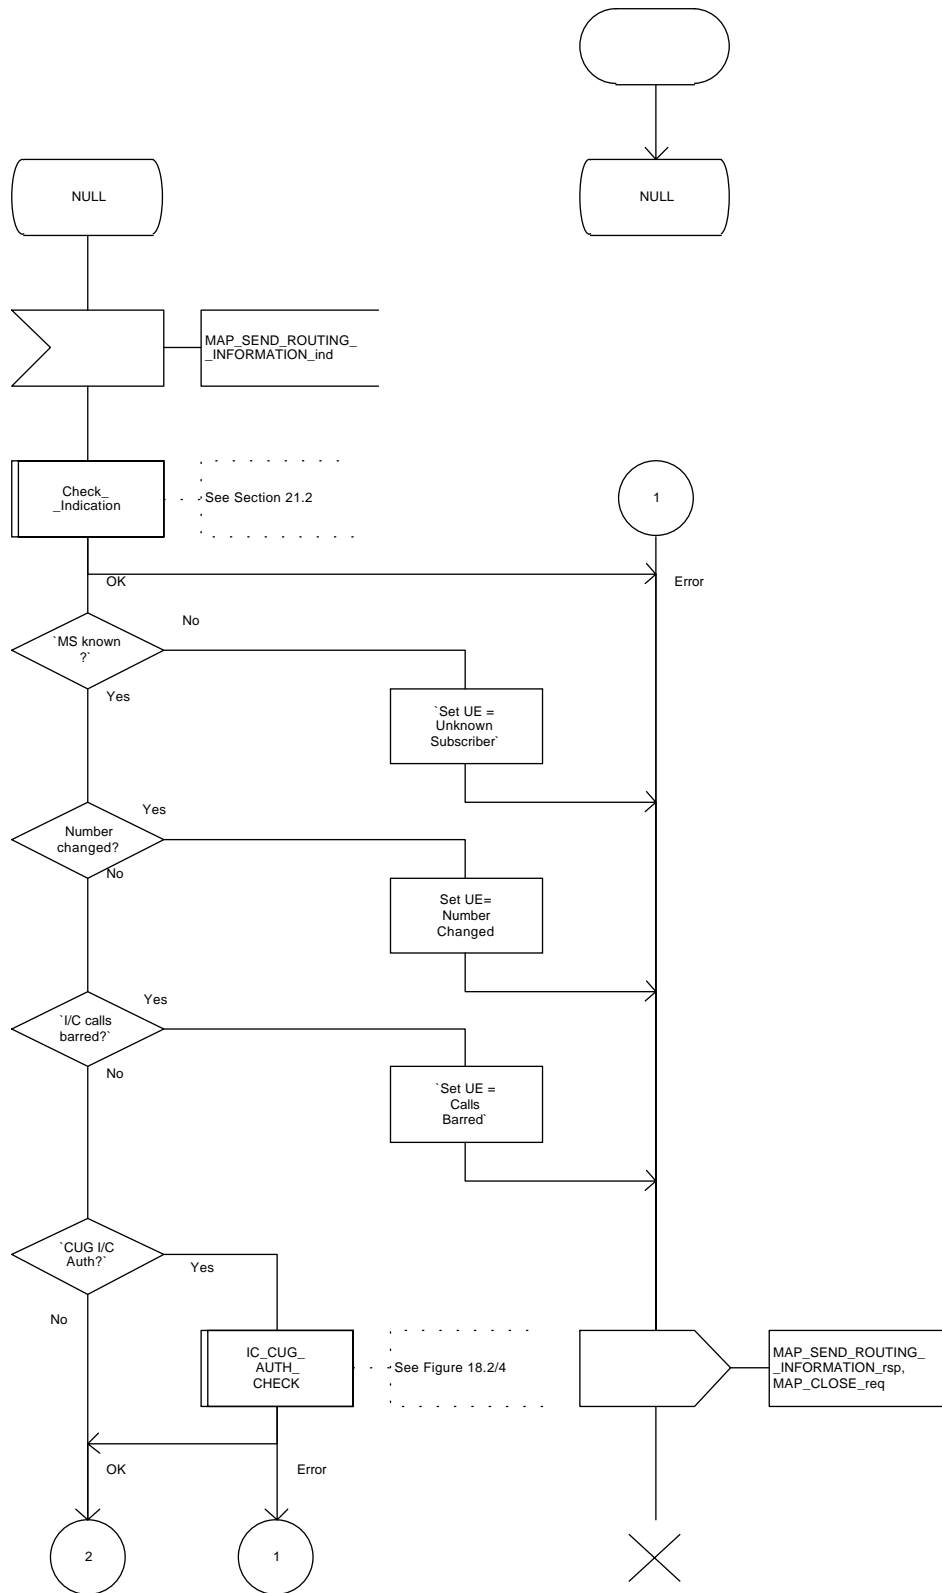 NULL
NULL
MAP_SEND_ROUTING_
_INFORMATION_ind
Check_
_Indication
See Section 21.2
1
OK
Error
No
`MS known
?`
Yes
`Set UE =
Unknown
Subscriber`
Yes
Number
changed?
No
Set UE=
Number
Changed
Yes
`I/C calls
barred?`
No
`Set UE =
Calls
Barred`
`CUG I/C
Auth?`
Yes
No
IC_CUG_
AUTH_
CHECK
See Figure 18.2/4
MAP_SEND_ROUTING_
_INFORMATION_rsp,
MAP_CLOSE_req
OK
Error
2
1